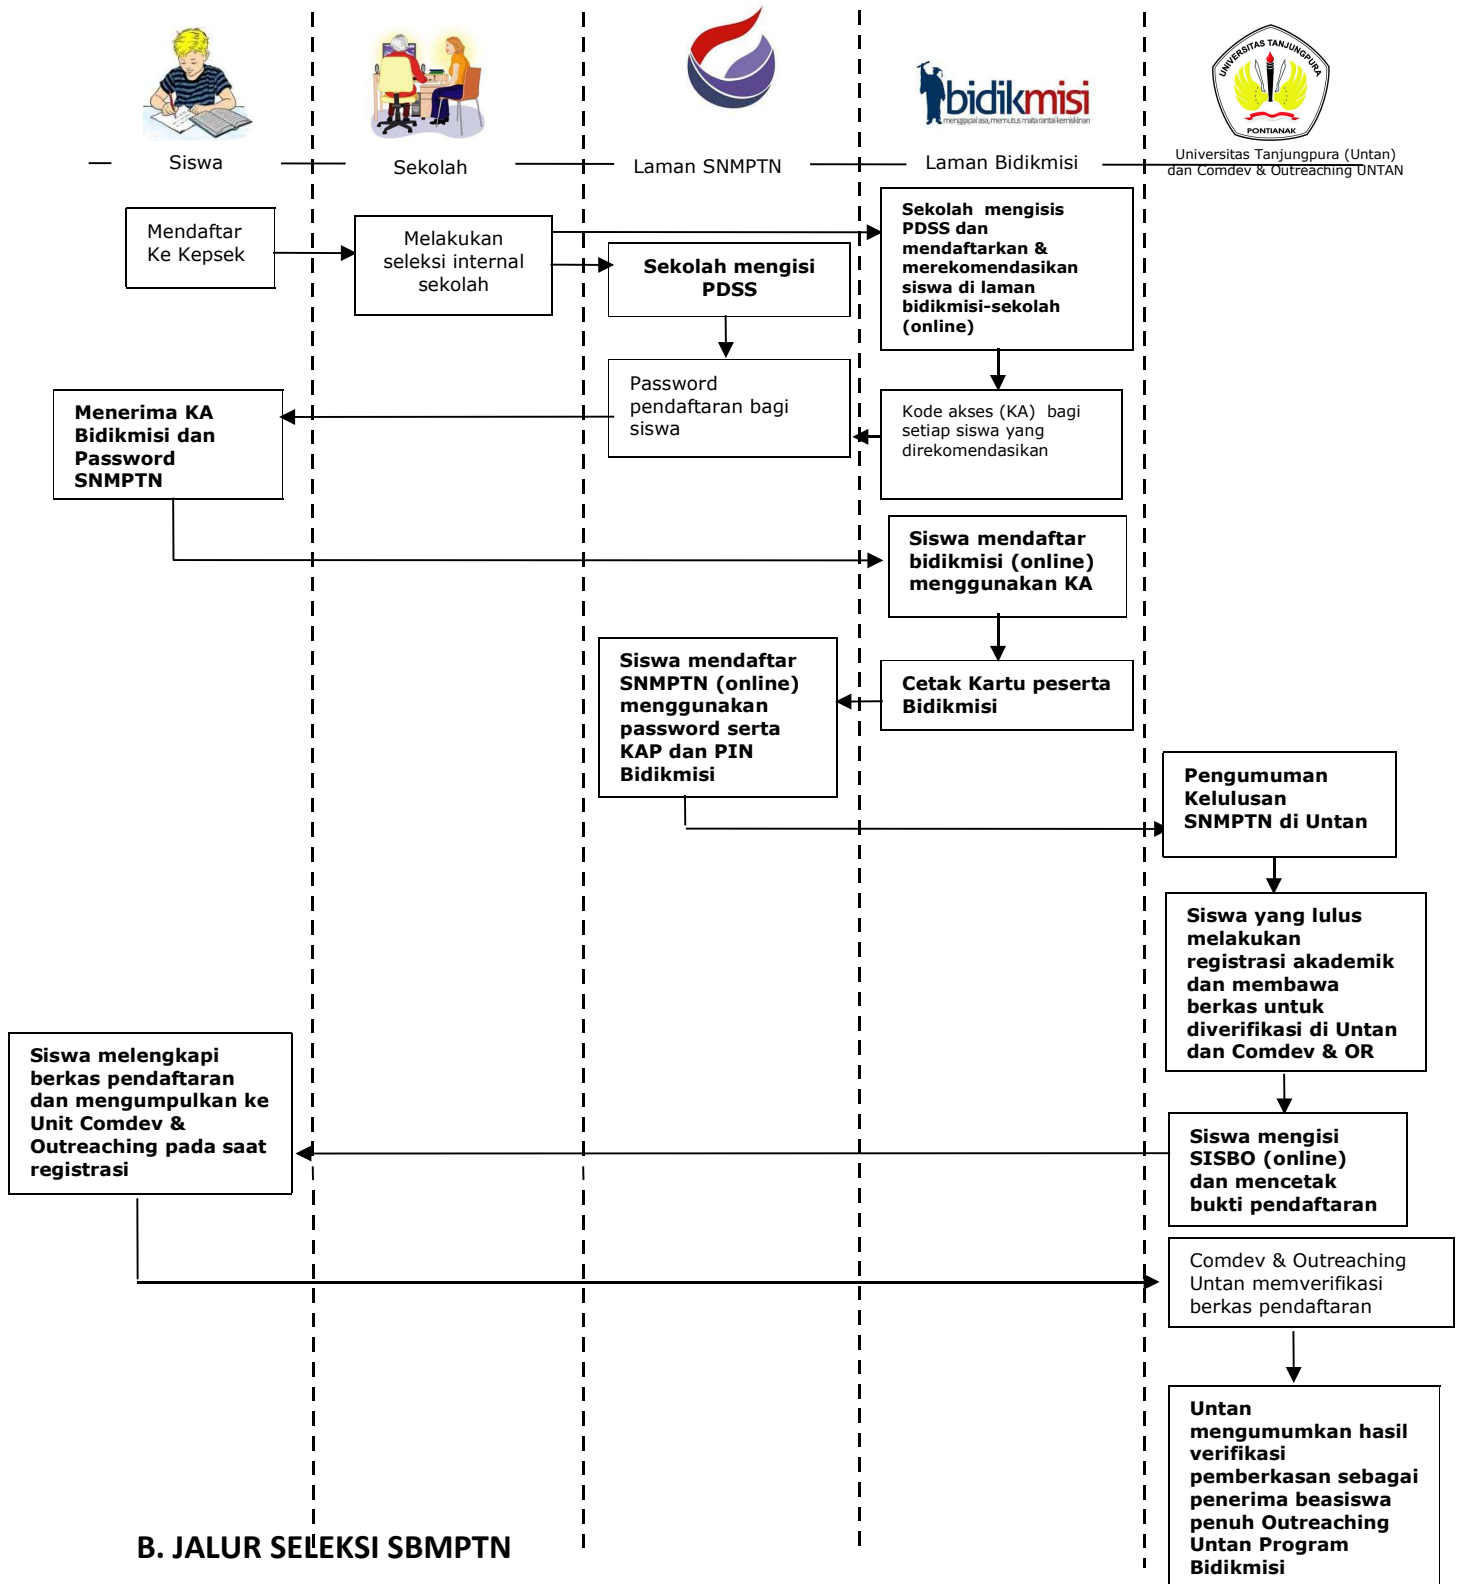 UNIVERSITAS TANJUNGPURA
PONTIANAK
bidikmisi
menggapai asa, memutus mata rantai kemiskinan
Siswa
Sekolah
Laman SNMPTN
Laman Bidikmisi
Universitas Tanjungpura (Untan)
dan Comdev & Outreaching UNTAN
Mendaftar
Ke Kepsek
Melakukan
seleksi internal
sekolah
Sekolah mengisi
PDSS
Sekolah mengisis
PDSS dan
mendaftarkan &
merekomendasikan
siswa di laman
bidikmisi-sekolah
(online)
Menerima KA
Bidikmisi dan
Password
SNMPTN
Password
pendaftaran bagi
siswa
Kode akses (KA) bagi
setiap siswa yang
direkomendasikan
Siswa mendaftar
bidikmisi (online)
menggunakan KA
Siswa mendaftar
SNMPTN (online)
menggunakan
password serta
KAP dan PIN
Bidikmisi
Cetak Kartu peserta
Bidikmisi
Pengumuman
Kelulusan
SNMPTN di Untan
Siswa yang lulus
melakukan
registrasi akademik
dan membawa
berkas untuk
diverifikasi di Untan
dan Comdev & OR
Siswa melengkapi
berkas pendaftaran
dan mengumpulkan ke
Unit Comdev &
Outreaching pada saat
registrasi
Siswa mengisi
SISBO (online)
dan mencetak
bukti pendaftaran
Comdev & Outreaching
Untan memverifikasi
berkas pendaftaran
Untan
mengumumkan hasil
verifikasi
pemberkasan sebagai
penerima beasiswa
penuh Outreaching
Untan Program
Bidikmisi
B. JALUR SELEKSI SBMPTN